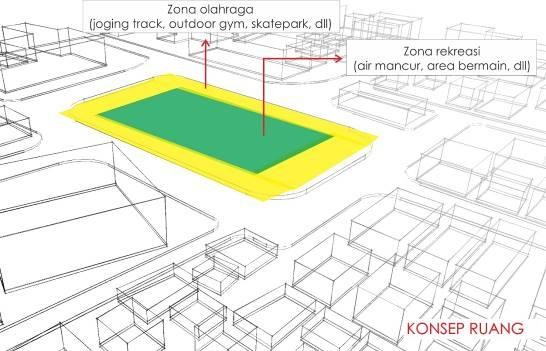 Zona olahraga
(joging track, outdoor gym, skatepark, dll)
Zona rekreasi
(air mancur, area bermain, dll)
KONSEP RUANG